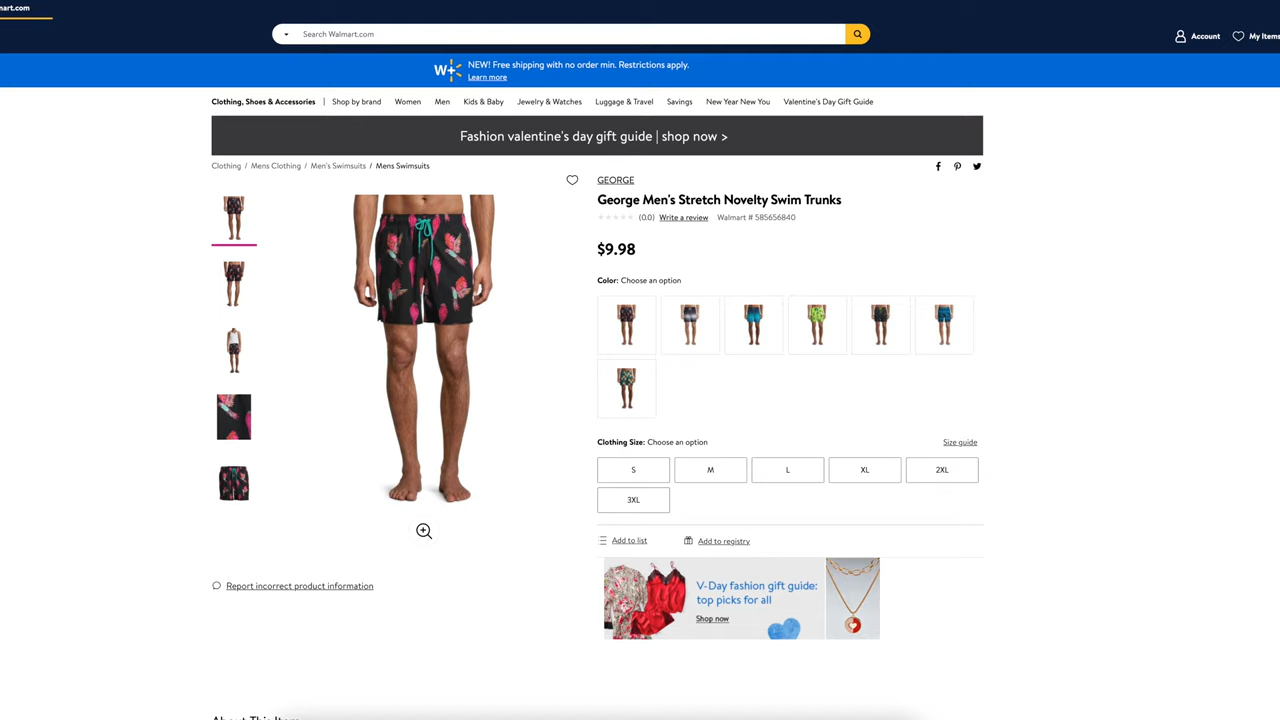 mart.com
Search Walmart.com
Account
My Items
W+
NEW! Free shipping with no order min. Restrictions apply.
Learn more
Clothing, Shoes & Accessories | Shop by brand Women Men Kids & Baby Jewelry & Watches Luggage & Travel Savings New Year New You Valentine's Day Gift Guide
Fashion valentine's day gift guide | shop now >
Clothing / Mens Clothing / Men's Swimsuits / Mens Swimsuits
GEORGE
George Men's Stretch Novelty Swim Trunks
(0.0) Write a review Walmart # 585656840
$9.98
Color: Choose an option
Clothing Size: Choose an option Size guide
S M L XL 2XL
3XL
Add to list Add to registry
V-Day fashion gift guide:
top picks for all
Shop now
Report incorrect product information
About This Item